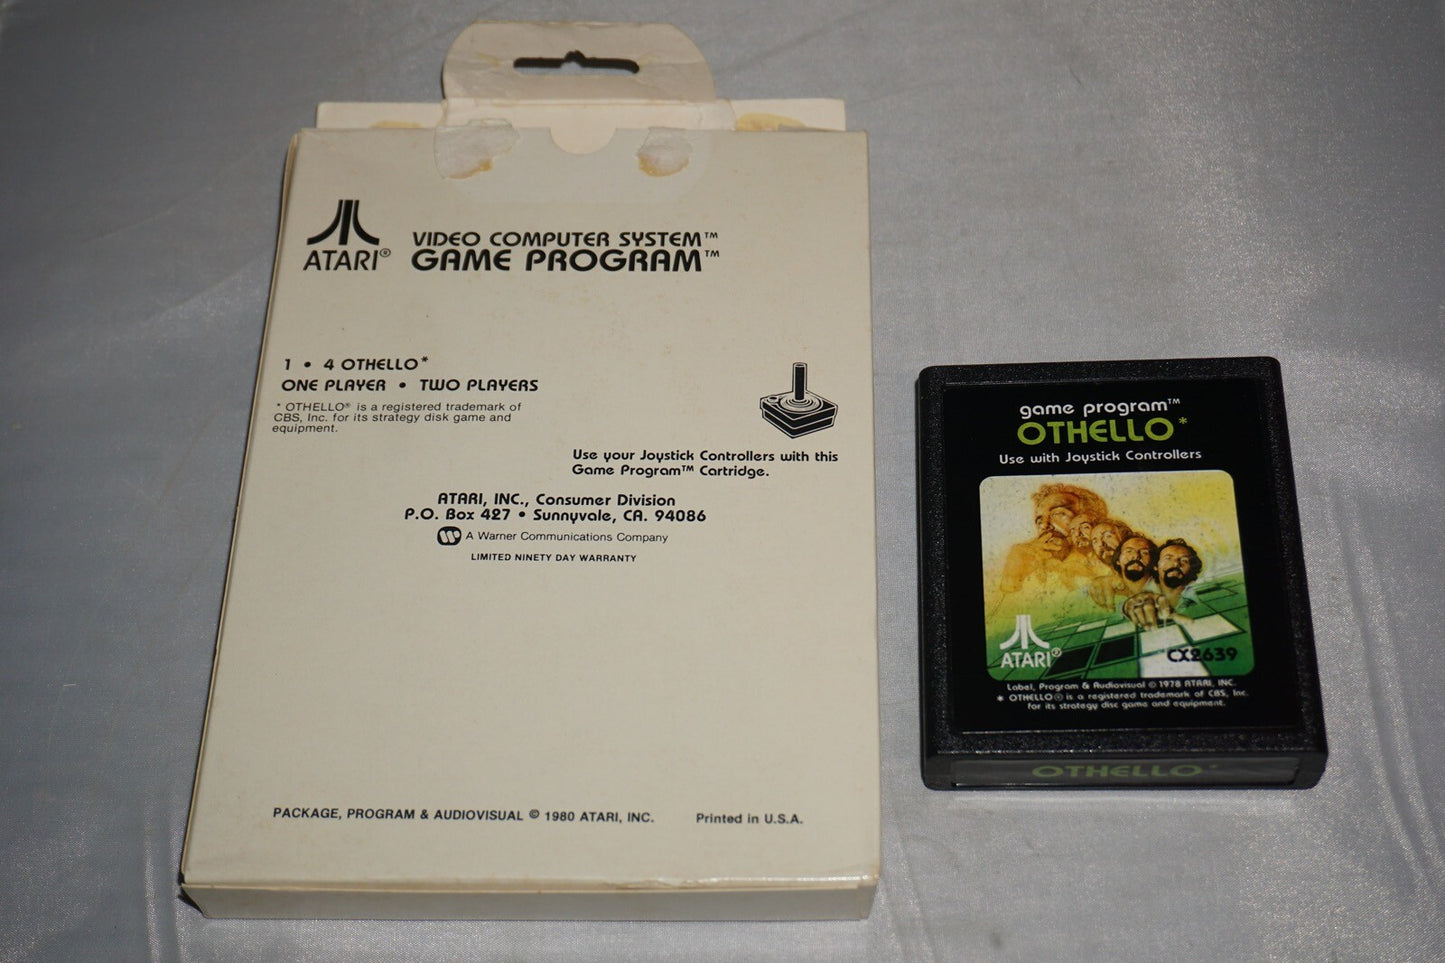 ATARI®
VIDEO COMPUTER SYSTEM™
GAME PROGRAM™
1 • 4 OTHELLO*
ONE PLAYER • TWO PLAYERS
* OTHELLO® is a registered trademark of
CBS, Inc. for its strategy disk game and
equipment.
Use your Joystick Controllers with this
Game Program™ Cartridge.
ATARI, INC., Consumer Division
P.O. Box 427 • Sunnyvale, CA. 94086
A Warner Communications Company
LIMITED NINETY DAY WARRANTY
PACKAGE, PROGRAM & AUDIOVISUAL © 1980 ATARI, INC.
Printed in U.S.A.
game program™
OTHELLO*
Use with Joystick Controllers
ATARI®
CX2639
Label, Program & Audiovisual © 1978 ATARI, INC.
* OTHELLO® is a registered trademark of CBS, Inc.
for its strategy disc game and equipment.
OTHELLO*